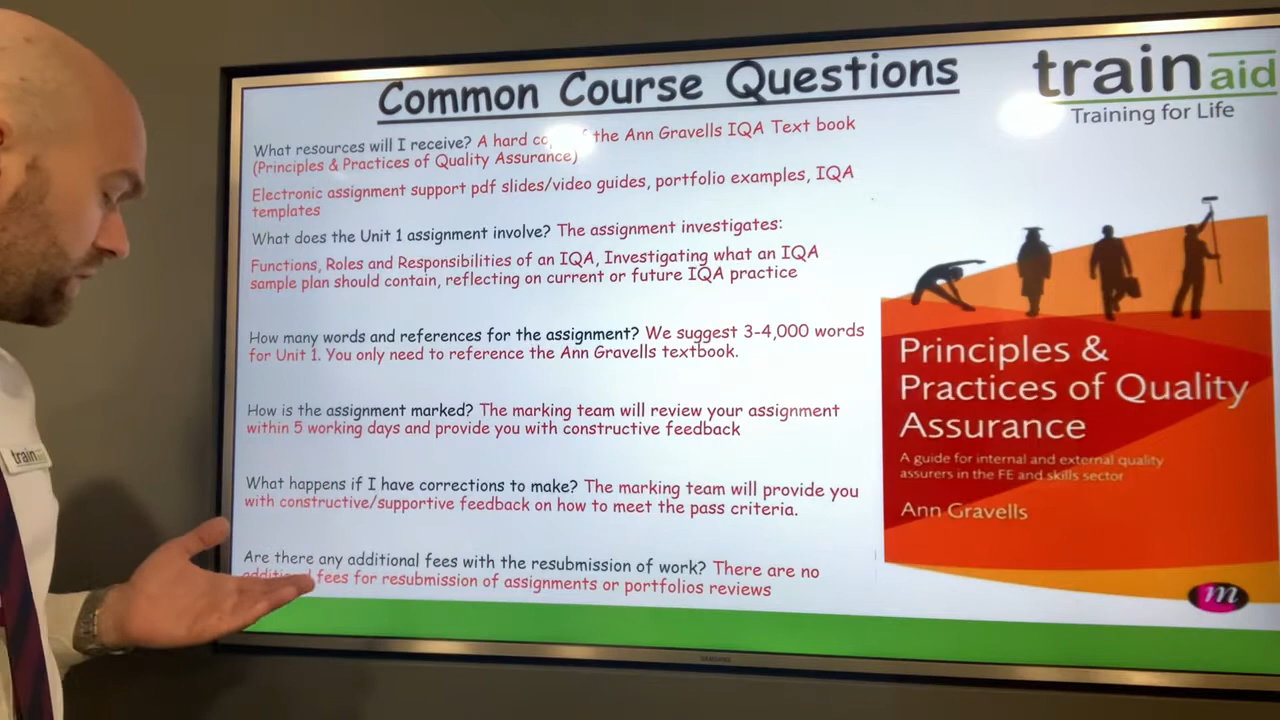 Common Course Questions
train aid
Training for Life
What resources will I receive? A hard the Ann Gravells IQA Text book
(Principles & Practices of Quality Assurance)
Electronic assignment support pdf slides/video guides, portfolio examples, IQA
templates
What does the Unit 1 assignment involve? The assignment investigates:
Functions, Roles and Responsibilities of an IQA, Investigating what an IQA
sample plan should contain, reflecting on current or future IQA practice
How many words and references for the assignment? We suggest 3-4,000 words
for Unit 1. You only need to reference the Ann Gravells textbook.
How is the assignment marked? The marking team will review your assignment
within 5 working days and provide you with constructive feedback
What happens if I have corrections to make? The marking team will provide you
with constructive/supportive feedback on how to meet the pass criteria.
Are there any additional fees with the resubmission of work? There are no
additional fees for resubmission of assignments or portfolios reviews
Principles &
Practices of Quality
Assurance
A guide for internal and external quality
assurers in the FE and skills sector
Ann Gravells
m
train
SAMSUNG